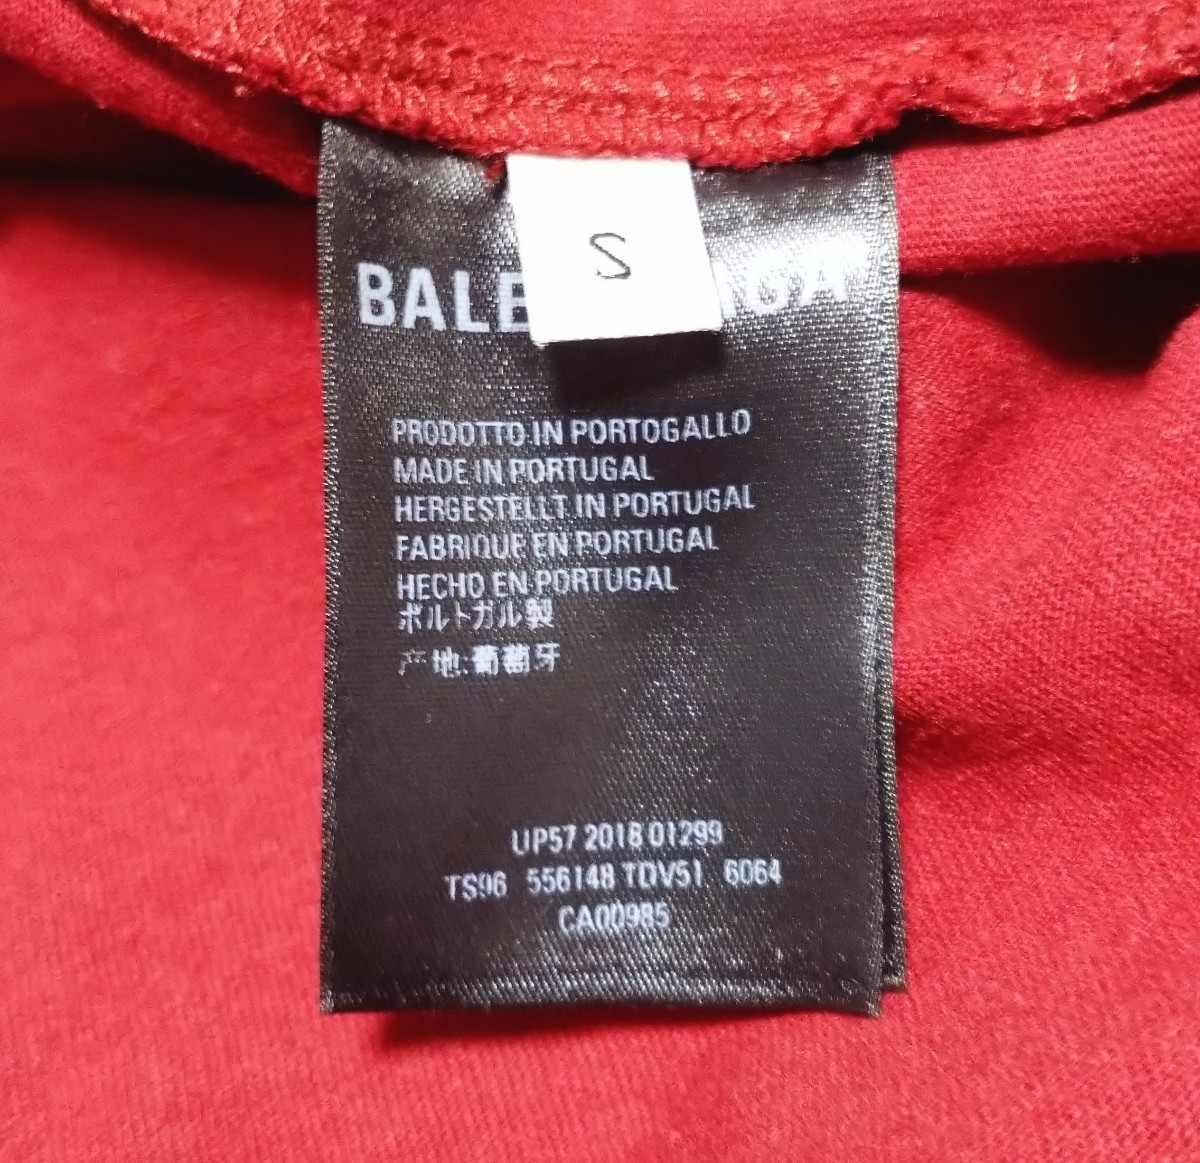 S
BALE GA
PRODOTTO IN PORTOGALLO
MADE IN PORTUGAL
HERGESTELLT IN PORTUGAL
FABRIQUE EN PORTUGAL
HECHO EN PORTUGAL
ポルトガル製
产地:葡萄牙
UP57 2018 01299
TS96 556148 TDV51 6064
CA00985